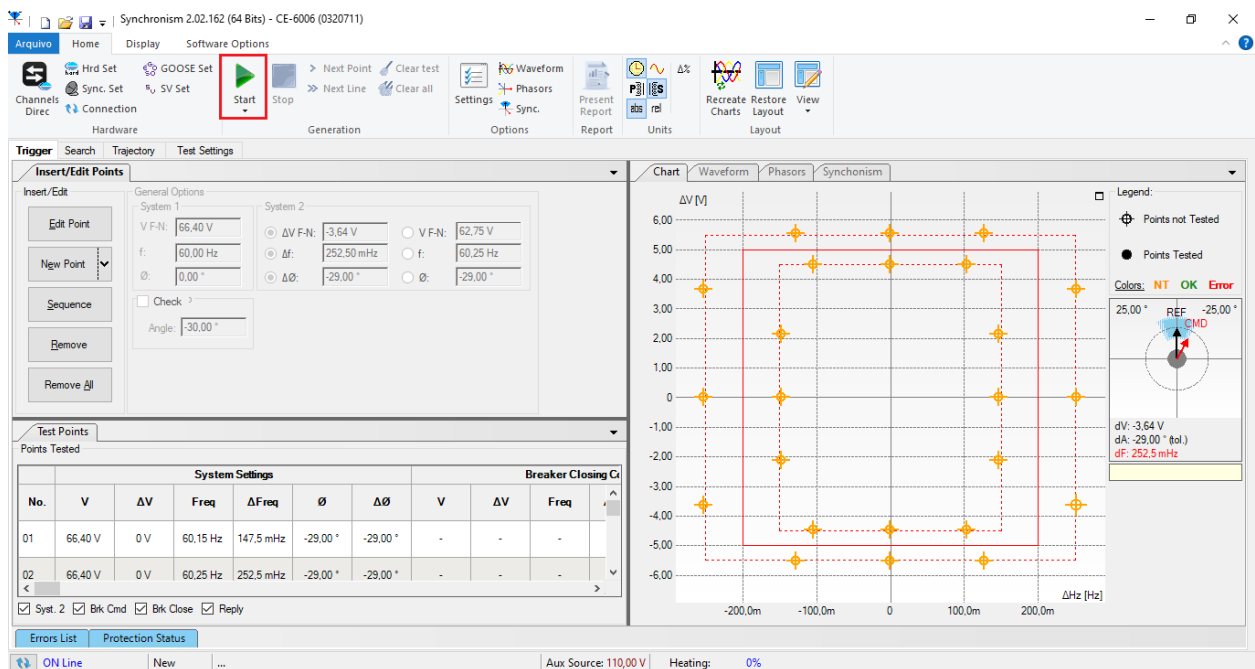 Synchronism 2.02.162 (64 Bits) - CE-6006 (0320711)
Arquivo Home Display Software Options
Hrd Set GOOSE Set
Sync. Set SV Set
Connection
Channels Direc
Hardware
Start Stop
Next Point Clear test
Next Line Clear all
Generation
Settings
Waveform
Phasors
Sync.
Options
Present Report
Report
Δ%
abs rel
Units
Recreate Charts
Restore Layout
View
Layout
Trigger Search Trajectory Test Settings
Insert/Edit Points
Insert/Edit
Edit Point
New Point
Sequence
Remove
Remove All
General Options
System 1
V F-N: 66,40 V
f: 60,00 Hz
Ø: 0,00 °
System 2
ΔV F-N: -3,64 V V F-N: 62,75 V
Δf: 252,50 mHz f: 60,25 Hz
ΔØ: -29,00 ° Ø: -29,00 °
Check ?
Angle: -30,00 °
Test Points
Points Tested
System Settings Breaker Closing
No. V ΔV Freq ΔFreq Ø ΔØ V ΔV Freq
01 66,40 V 0 V 60,15 Hz 147,5 mHz -29,00 ° -29,00 ° - - -
02 66,40 V 0 V 60,25 Hz 252,5 mHz -29,00 ° -29,00 ° - - -
Syst. 2 Brk Cmd Brk Close Reply
Chart Waveform Phasors Synchonism
ΔV [V]
6,00
5,00
4,00
3,00
2,00
1,00
0
-1,00
-2,00
-3,00
-4,00
-5,00
-6,00
-200,0m -100,0m 0 100,0m 200,0m
ΔHz [Hz]
Legend:
Points not Tested
Points Tested
Colors: NT OK Error
25,00 ° REF -25,00 °
CMD
dV: -3,64 V
dA: -29,00 ° (tol.)
dF: 252,5 mHz
Errors List Protection Status
ON Line New ... Aux Source: 110,00 V Heating: 0%